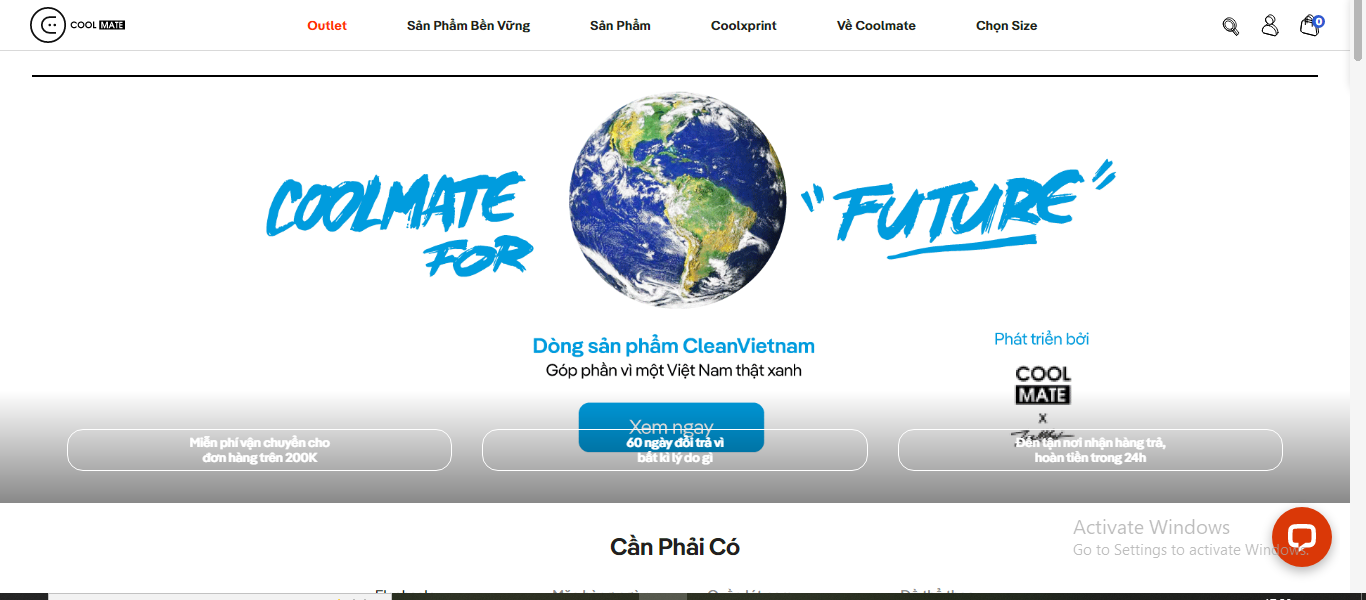 COOL MATE
Outlet
Sản Phẩm Bền Vững
Sản Phẩm
Coolxprint
Về Coolmate
Chọn Size
0
COOLMATE
FOR
"FUTURE"
Dòng sản phẩm CleanVietnam
Góp phần vì một Việt Nam thật xanh
Phát triển bởi
COOL
MATE
x
Xem ngay
Miễn phí vận chuyển cho
đơn hàng trên 200K
60 ngày đổi trả vì
bất kì lý do gì
Đến tận nơi nhận hàng trả,
hoàn tiền trong 24h
Cần Phải Có
Activate Windows
Go to Settings to activate Windows.